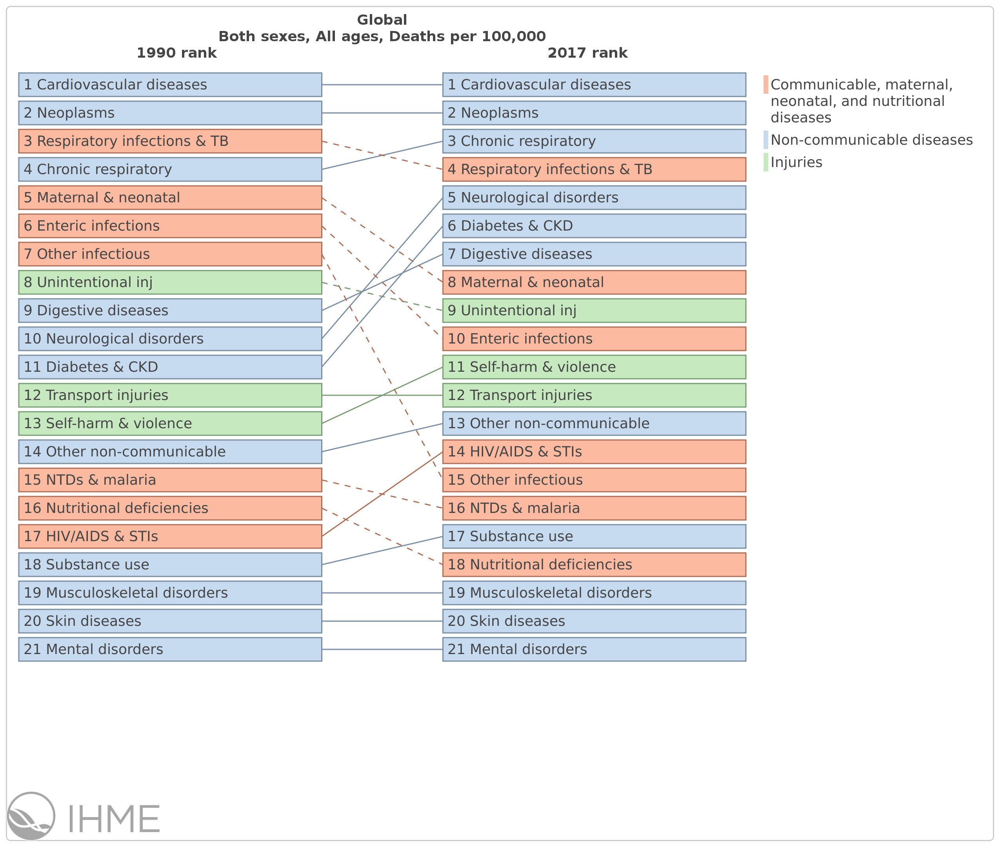 Global
Both sexes, All ages, Deaths per 100,000
1990 rank
2017 rank
1 Cardiovascular diseases
2 Neoplasms
3 Respiratory infections & TB
4 Chronic respiratory
5 Maternal & neonatal
6 Enteric infections
7 Other infectious
8 Unintentional inj
9 Digestive diseases
10 Neurological disorders
11 Diabetes & CKD
12 Transport injuries
13 Self-harm & violence
14 Other non-communicable
15 NTDs & malaria
16 Nutritional deficiencies
17 HIV/AIDS & STIs
18 Substance use
19 Musculoskeletal disorders
20 Skin diseases
21 Mental disorders
1 Cardiovascular diseases
2 Neoplasms
3 Chronic respiratory
4 Respiratory infections & TB
5 Neurological disorders
6 Diabetes & CKD
7 Digestive diseases
8 Maternal & neonatal
9 Unintentional inj
10 Enteric infections
11 Self-harm & violence
12 Transport injuries
13 Other non-communicable
14 HIV/AIDS & STIs
15 Other infectious
16 NTDs & malaria
17 Substance use
18 Nutritional deficiencies
19 Musculoskeletal disorders
20 Skin diseases
21 Mental disorders
Communicable, maternal,
neonatal, and nutritional
diseases
Non-communicable diseases
Injuries
IHME